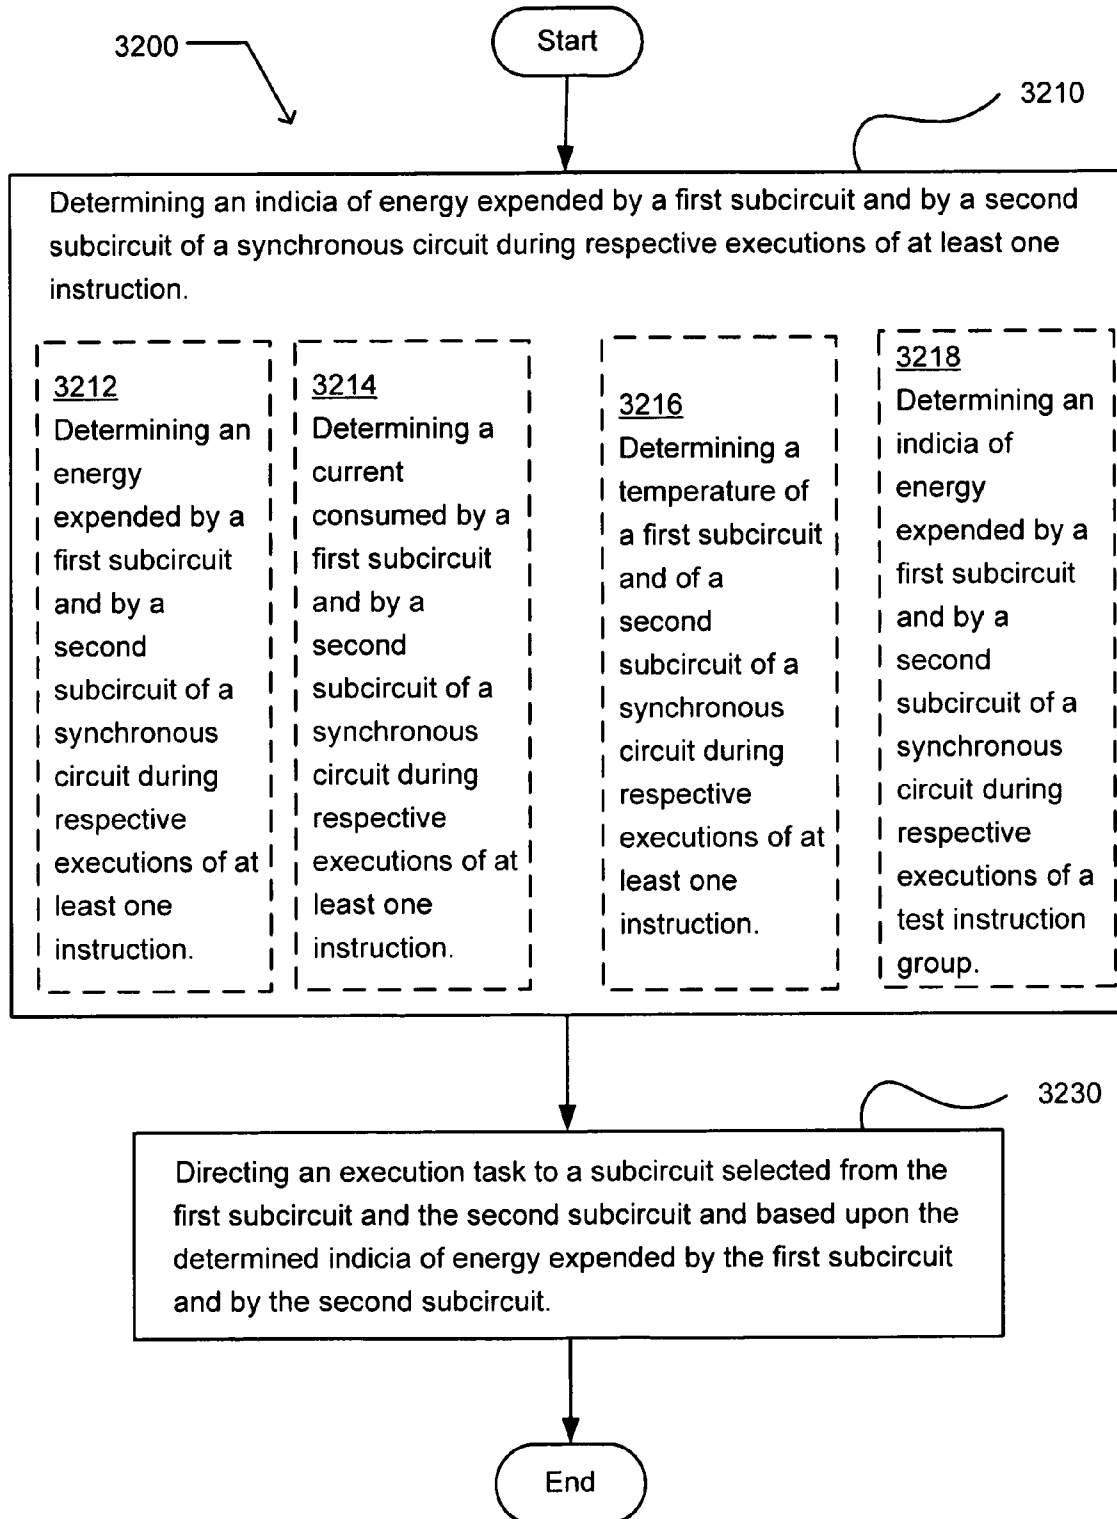 Start
3200
3210
Determining an indicia of energy expended by a first subcircuit and by a second
subcircuit of a synchronous circuit during respective executions of at least one
instruction.
3212
Determining an
energy
expended by a
first subcircuit
and by a
second
subcircuit of a
synchronous
circuit during
respective
executions of at
least one
instruction.
3214
Determining a
current
consumed by a
first subcircuit
and by a
second
subcircuit of a
synchronous
circuit during
respective
executions of at
least one
instruction.
3216
Determining a
temperature of
a first subcircuit
and of a
second
subcircuit of a
synchronous
circuit during
respective
executions of at
least one
instruction.
3218
Determining an
indicia of
energy
expended by a
first subcircuit
and by a
second
subcircuit of a
synchronous
circuit during
respective
executions of a
test instruction
group.
3230
Directing an execution task to a subcircuit selected from the
first subcircuit and the second subcircuit and based upon the
determined indicia of energy expended by the first subcircuit
and by the second subcircuit.
End